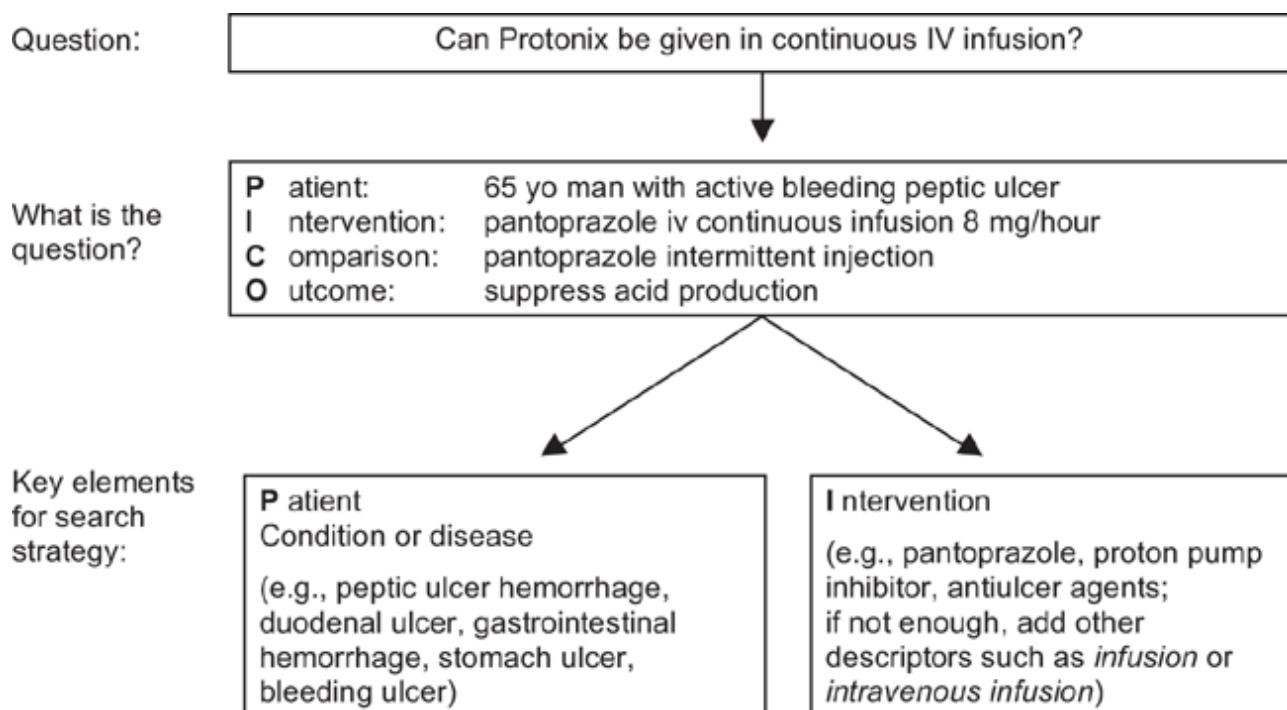 Question:
Can Protonix be given in continuous IV infusion?
What is the
question?
P atient: 65 yo man with active bleeding peptic ulcer
I ntervention: pantoprazole iv continuous infusion 8 mg/hour
C omparison: pantoprazole intermittent injection
O utcome: suppress acid production
Key elements
for search
strategy:
P atient
Condition or disease
(e.g., peptic ulcer hemorrhage,
duodenal ulcer, gastrointestinal
hemorrhage, stomach ulcer,
bleeding ulcer)
I ntervention
(e.g., pantoprazole, proton pump
inhibitor, antiulcer agents;
if not enough, add other
descriptors such as infusion or
intravenous infusion)